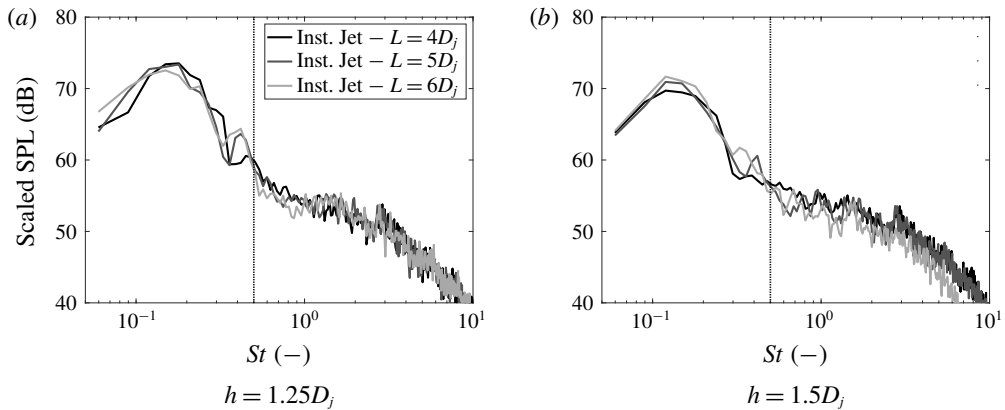 (a)
80
70
60
50
40
Scaled SPL (dB)
Inst. Jet – L = 4D_j
Inst. Jet – L = 5D_j
Inst. Jet – L = 6D_j
10^{-1}
10^0
10^1
St (–)
h = 1.25D_j
(b)
80
70
60
50
40
10^{-1}
10^0
10^1
St (–)
h = 1.5D_j